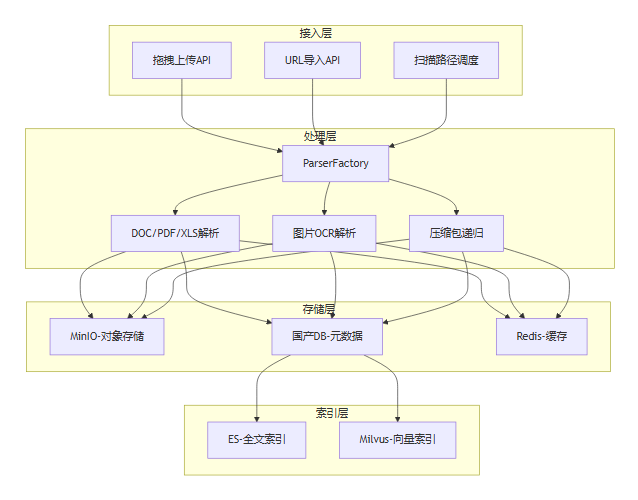 接入层
拖拽上传API
URL导入API
扫描路径调度
处理层
ParserFactory
DOC/PDF/XLS解析
图片OCR解析
压缩包递归
存储层
MinIO-对象存储
国产DB-元数据
Redis-缓存
索引层
ES-全文索引
Milvus-向量索引